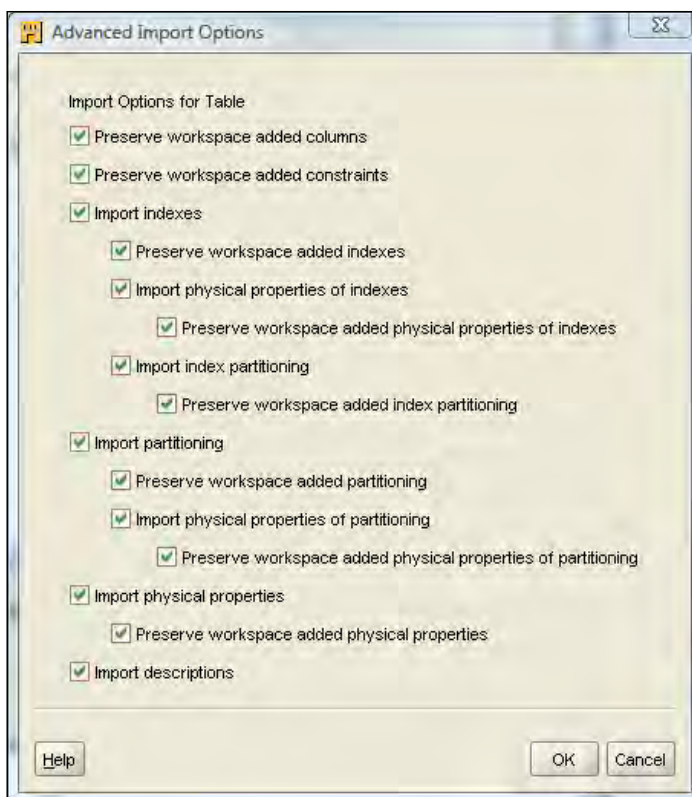 Advanced Import Options
Import Options for Table
Preserve workspace added columns
Preserve workspace added constraints
Import indexes
Preserve workspace added indexes
Import physical properties of indexes
Preserve workspace added physical properties of indexes
Import index partitioning
Preserve workspace added index partitioning
Import partitioning
Preserve workspace added partitioning
Import physical properties of partitioning
Preserve workspace added physical properties of partitioning
Import physical properties
Preserve workspace added physical properties
Import descriptions
Help
OK
Cancel